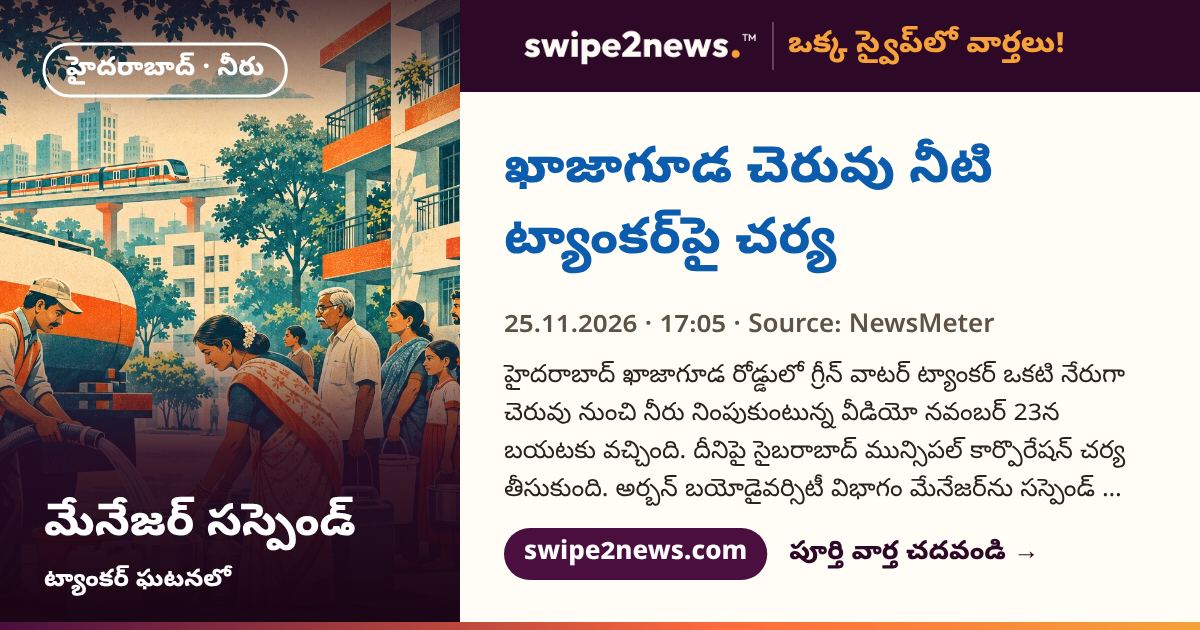 హైదరాబాద్ · నీరు
మేనేజర్ సస్పెండ్
ట్యాంకర్ ఘటనలో
swipe2news.™
ఒక్క స్వైప్‌లో వార్తలు!
ఖాజాగూడ చెరువు నీటి
ట్యాంకర్‌పై చర్య
25.11.2026 · 17:05 · Source: NewsMeter
హైదరాబాద్ ఖాజాగూడ రోడ్డులో గ్రీన్ వాటర్ ట్యాంకర్ ఒకటి నేరుగా
చెరువు నుంచి నీరు నింపుకుంటున్న వీడియో నవంబర్ 23న
బయటకు వచ్చింది. దీనిపై సైబరాబాద్ మున్సిపల్ కార్పొరేషన్ చర్య
తీసుకుంది. అర్బన్ బయోడైవర్సిటీ విభాగం మేనేజర్‌ను సస్పెండ్ ...
swipe2news.com
పూర్తి వార్త చదవండి →